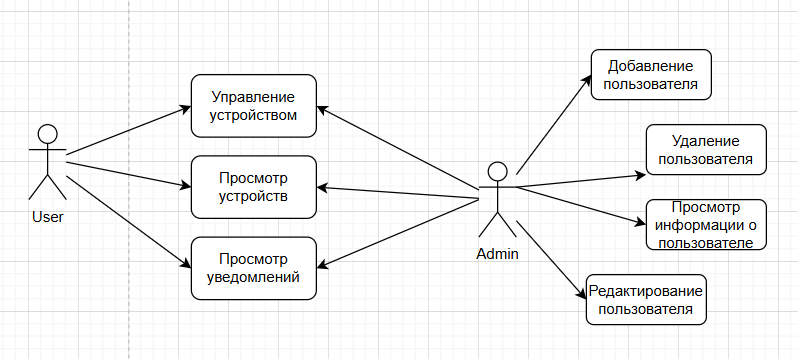 User
Управление
устройством
Просмотр
устройств
Просмотр
уведомлений
Admin
Добавление
пользователя
Удаление
пользователя
Просмотр
информации о
пользователе
Редактирование
пользователя